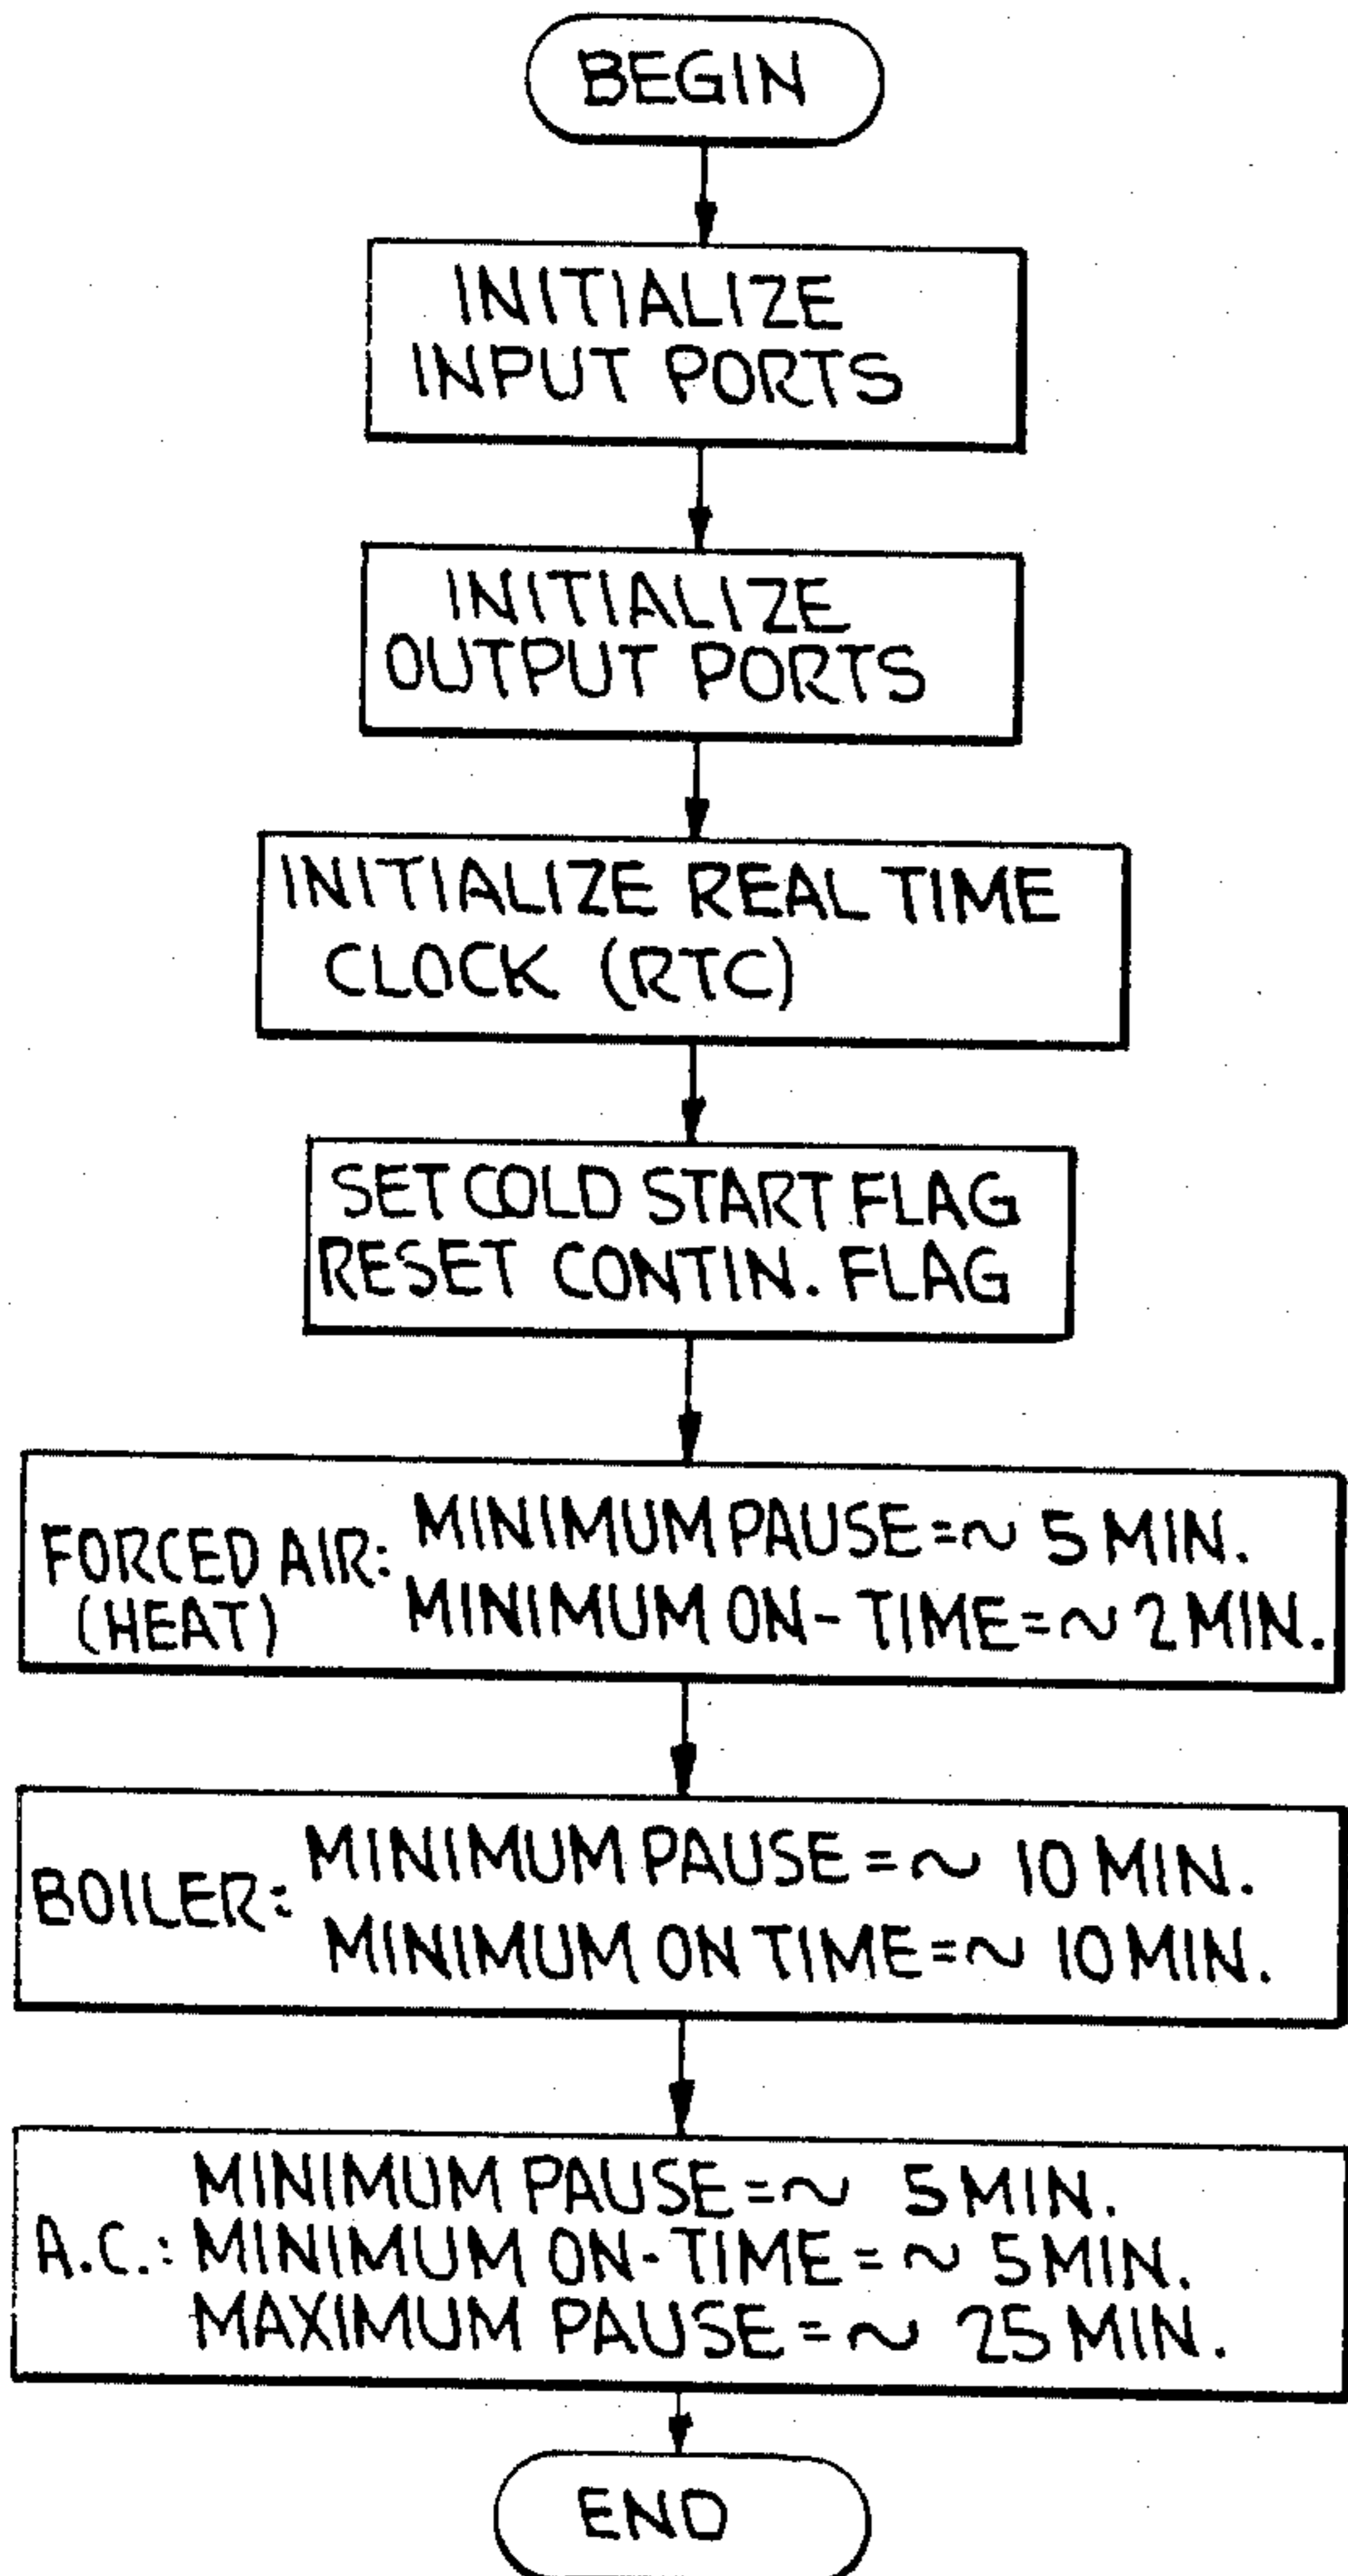 BEGIN
INITIALIZE
INPUT PORTS
INITIALIZE
OUTPUT PORTS
INITIALIZE REAL TIME
CLOCK (RTC)
SET COLD START FLAG
RESET CONTIN. FLAG
FORCED AIR:
(HEAT)
MINIMUM PAUSE=~ 5 MIN.
MINIMUM ON-TIME=~ 2 MIN.
BOILER:
MINIMUM PAUSE=~ 10 MIN.
MINIMUM ON TIME=~ 10 MIN.
A.C.:
MINIMUM PAUSE=~ 5 MIN.
MINIMUM ON-TIME=~ 5 MIN.
MAXIMUM PAUSE=~ 25 MIN.
END